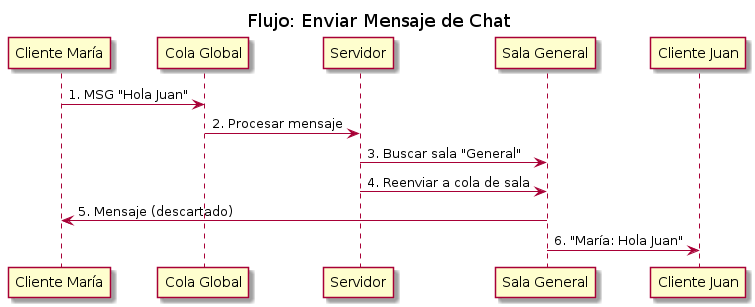 Flujo: Enviar Mensaje de Chat
Cliente María
Cola Global
Servidor
Sala General
Cliente Juan
1. MSG "Hola Juan"
2. Procesar mensaje
3. Buscar sala "General"
4. Reenviar a cola de sala
5. Mensaje (descartado)
6. "María: Hola Juan"
Cliente María
Cola Global
Servidor
Sala General
Cliente Juan